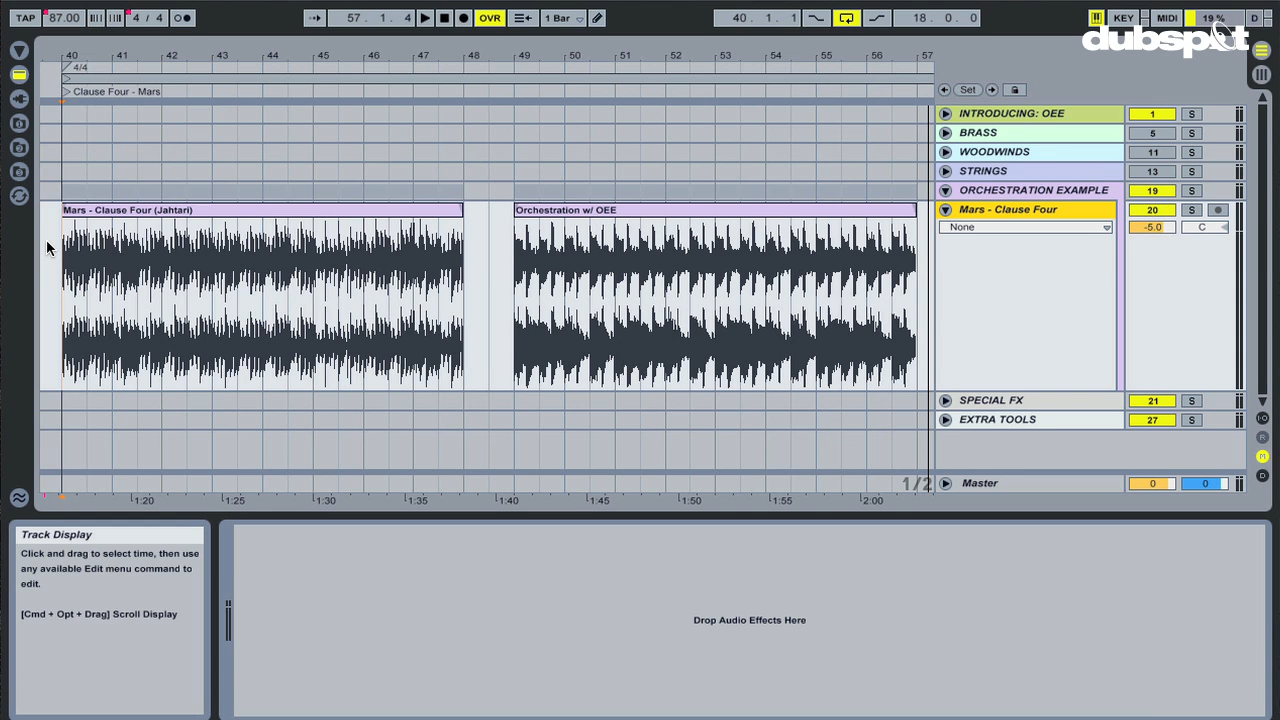 TAP 87.00 4 / 4 57. 1. 4 OVR 1 Bar 40. 1. 1 18. 0. 0 KEY MIDI 19 % D
dubspot
40 41 42 43 44 45 46 47 48 49 50 51 52 53 54 55 56 57
4/4
Set
Clause Four - Mars
INTRODUCING: OEE 1 S
BRASS 5 S
WOODWINDS 11 S
STRINGS 13 S
ORCHESTRATION EXAMPLE 19 S
Mars - Clause Four (Jahtari) Orchestration w/ OEE Mars - Clause Four 20 S
None -5.0 C
SPECIAL FX 21 S
EXTRA TOOLS 27 S
I·O
R
M
D
1/2 Master 0 0
1:20 1:25 1:30 1:35 1:40 1:45 1:50 1:55 2:00
Track Display
Click and drag to select time, then use
any available Edit menu command to
edit.
[Cmd + Opt + Drag] Scroll Display
Drop Audio Effects Here